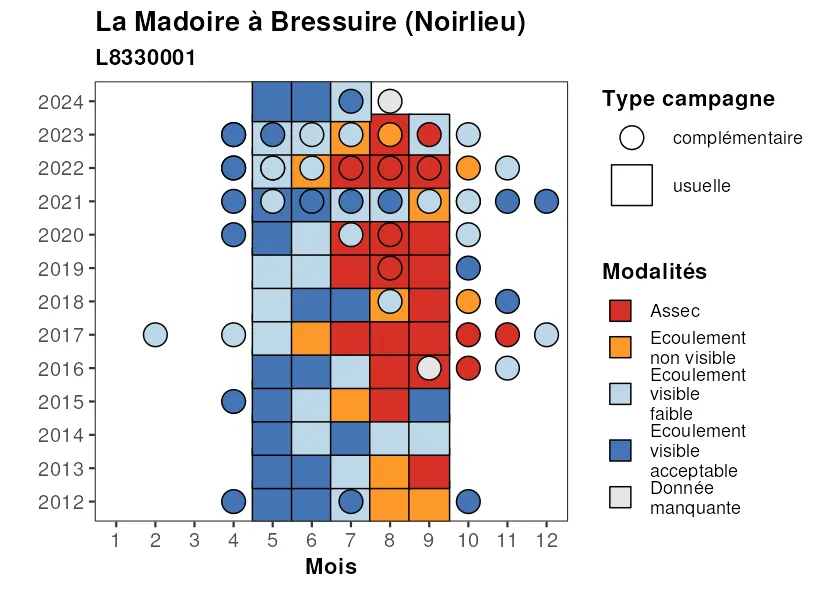 La Madoire à Bressuire (Noirlieu)
L8330001
2024
2023
2022
2021
2020
2019
2018
2017
2016
2015
2014
2013
2012
1 2 3 4 5 6 7 8 9 10 11 12
Mois
Type campagne
complémentaire
usuelle
Modalités
Assec
Ecoulement
non visible
Ecoulement
visible
faible
Ecoulement
visible
acceptable
Donnée
manquante